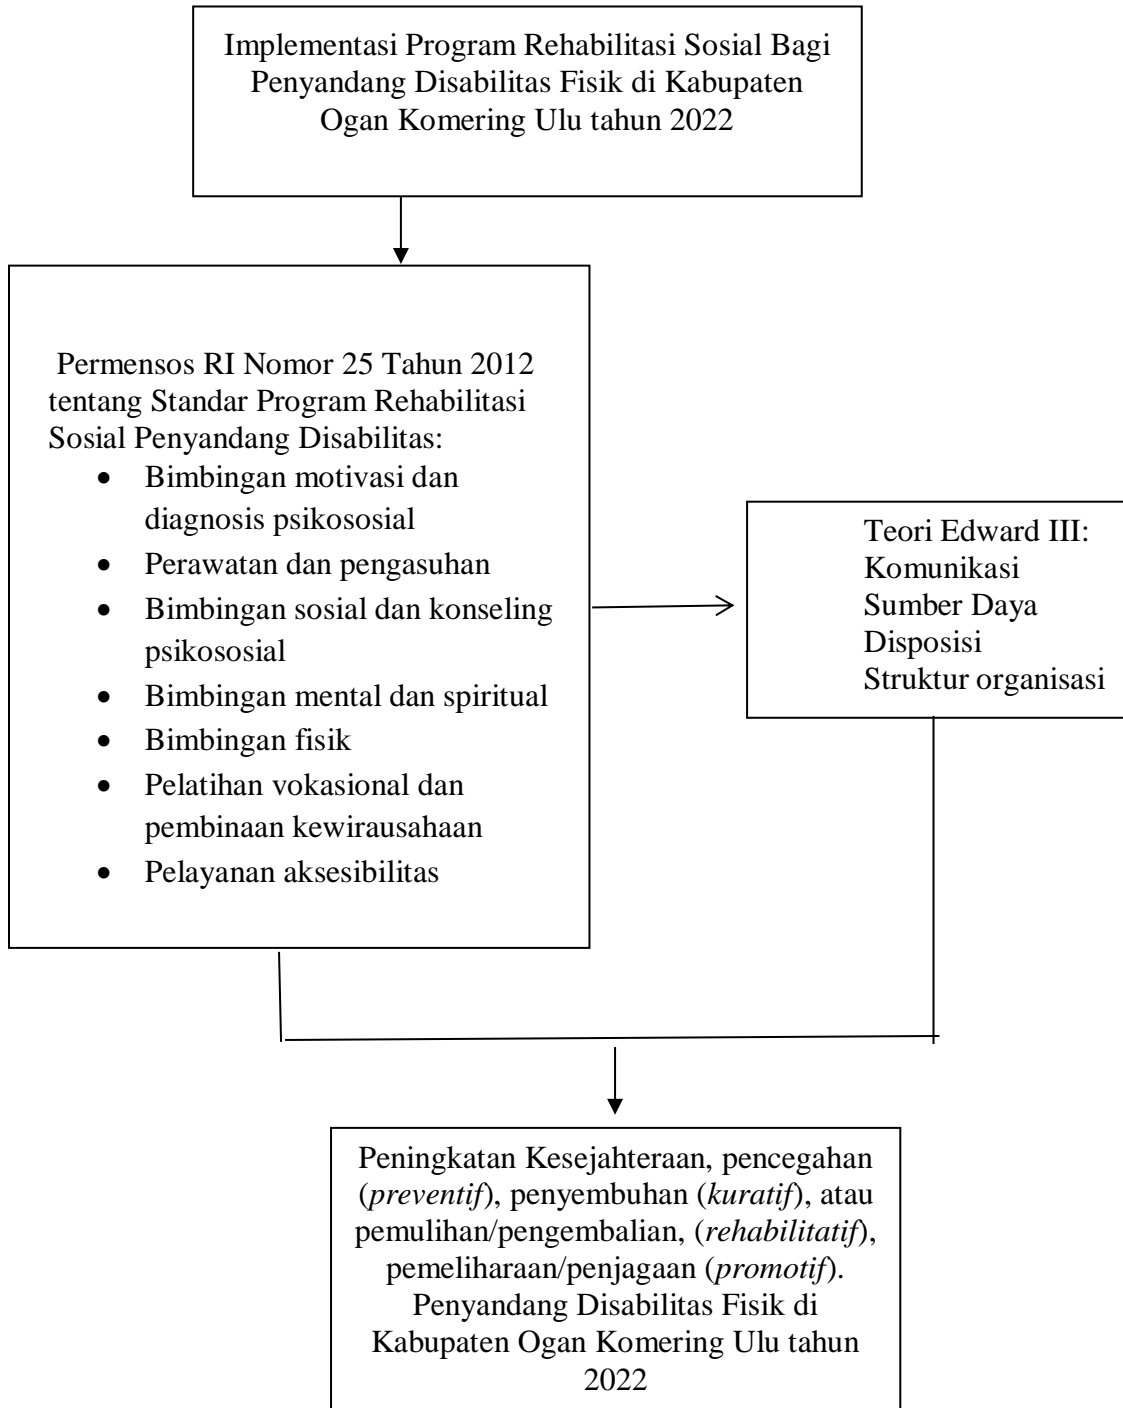 Implementasi Program Rehabilitasi Sosial Bagi
Penyandang Disabilitas Fisik di Kabupaten
Ogan Komering Ulu tahun 2022
Permensos RI Nomor 25 Tahun 2012
tentang Standar Program Rehabilitasi
Sosial Penyandang Disabilitas:
• Bimbingan motivasi dan
diagnosis psikososial
• Perawatan dan pengasuhan
• Bimbingan sosial dan konseling
psikososial
• Bimbingan mental dan spiritual
• Bimbingan fisik
• Pelatihan vokasional dan
pembinaan kewirausahaan
• Pelayanan aksesibilitas
Teori Edward III:
Komunikasi
Sumber Daya
Disposisi
Struktur organisasi
Peningkatan Kesejahteraan, pencegahan
(preventif), penyembuhan (kuratif), atau
pemulihan/pengembalian, (rehabilitatif),
pemeliharaan/penjagaan (promotif).
Penyandang Disabilitas Fisik di
Kabupaten Ogan Komering Ulu tahun
2022